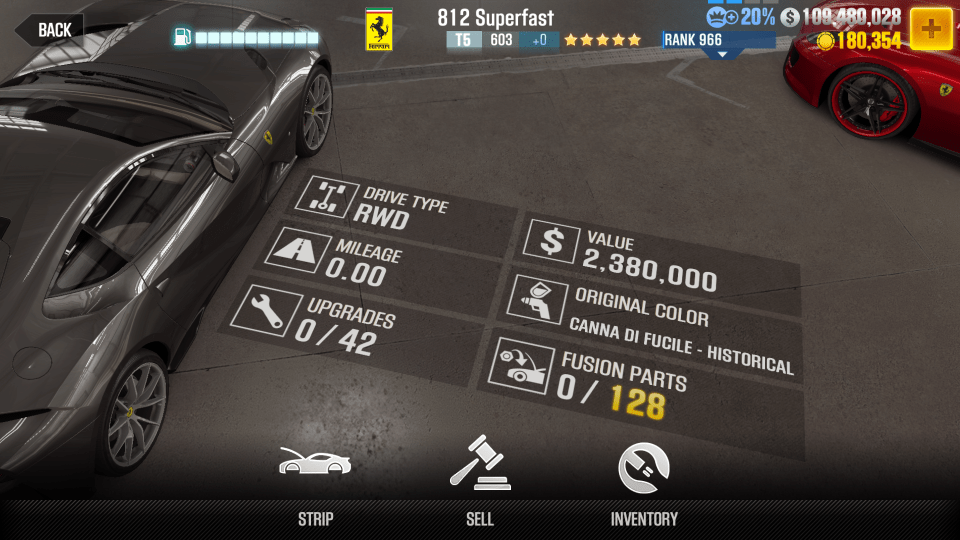 BACK
Ferrari
812 Superfast
T5 603 +0
20%
109,489,028
RANK 966
180,354
DRIVE TYPE
RWD
MILEAGE
0.00
UPGRADES
0/42
VALUE
2,380,000
ORIGINAL COLOR
CANNA DI FUCILE - HISTORICAL
FUSION PARTS
0/128
STRIP
SELL
INVENTORY